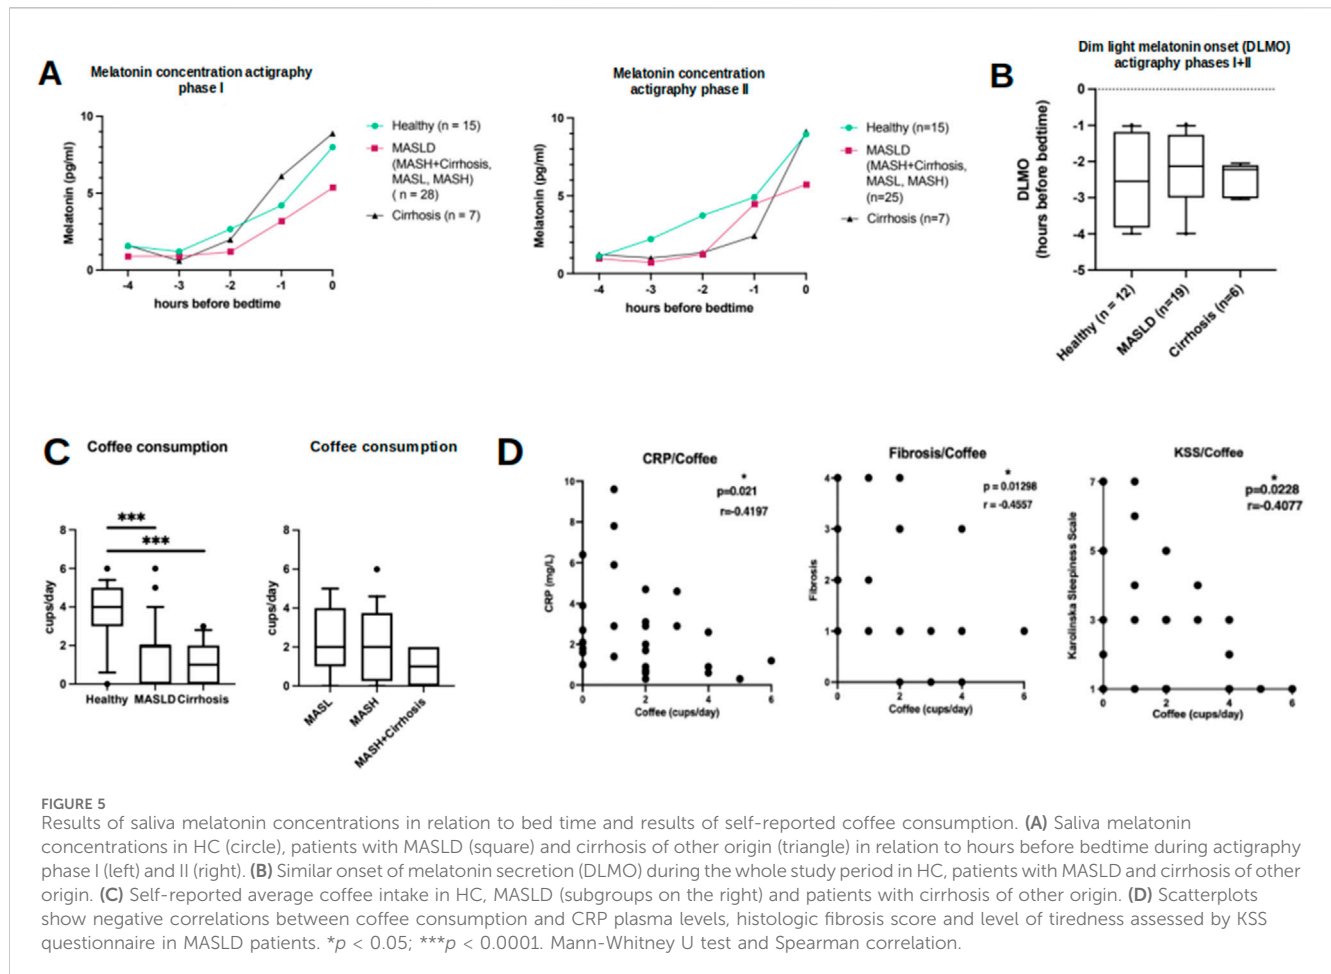 A
Melatonin concentration actigraphy
phase I
Melatonin (pg/ml)
10
5
0
-4
-3
-2
-1
0
hours before bedtime
Healthy (n = 15)
MASLD
(MASH+Cirrhosis,
MASL, MASH)
( n = 28)
Cirrhosis (n = 7)
Melatonin concentration
actigraphy phase II
Melatonin (pg/ml)
10
5
0
-4
-3
-2
-1
0
hours before bedtime
Healthy (n=15)
MASLD
(MASH+Cirrhosis,
MASL, MASH)
(n=25)
Cirrhosis (n=7)
B
Dim light melatonin onset (DLMO)
actigraphy phases I+II
DLMO
(hours before bedtime)
0
-1
-2
-3
-4
-5
Healthy (n = 12)
MASLD (n=19)
Cirrhosis (n=6)
C
Coffee consumption
cups/day
8
6
4
2
0
***
***
Healthy
MASLD
Cirrhosis
Coffee consumption
cups/day
8
6
4
2
0
MASL
MASH
MASH+Cirrhosis
D
CRP/Coffee
*
p=0.021
r=-0.4197
CRP (mg/L)
10
8
6
4
2
0
0
2
4
6
Coffee (cups/day)
Fibrosis/Coffee
*
p = 0.01298
r = -0.4557
Fibrosis
4
3
2
1
0
0
2
4
6
Coffee (cups/day)
KSS/Coffee
*
p=0.0228
r=-0.4077
Karolinska Sleepiness Scale
7
5
3
1
0
2
4
6
Coffee (cups/day)
FIGURE 5
Results of saliva melatonin concentrations in relation to bed time and results of self-reported coffee consumption. (A) Saliva melatonin
concentrations in HC (circle), patients with MASLD (square) and cirrhosis of other origin (triangle) in relation to hours before bedtime during actigraphy
phase I (left) and II (right). (B) Similar onset of melatonin secretion (DLMO) during the whole study period in HC, patients with MASLD and cirrhosis of other
origin. (C) Self-reported average coffee intake in HC, MASLD (subgroups on the right) and patients with cirrhosis of other origin. (D) Scatterplots
show negative correlations between coffee consumption and CRP plasma levels, histologic fibrosis score and level of tiredness assessed by KSS
questionnaire in MASLD patients. *p < 0.05; ***p < 0.0001. Mann-Whitney U test and Spearman correlation.